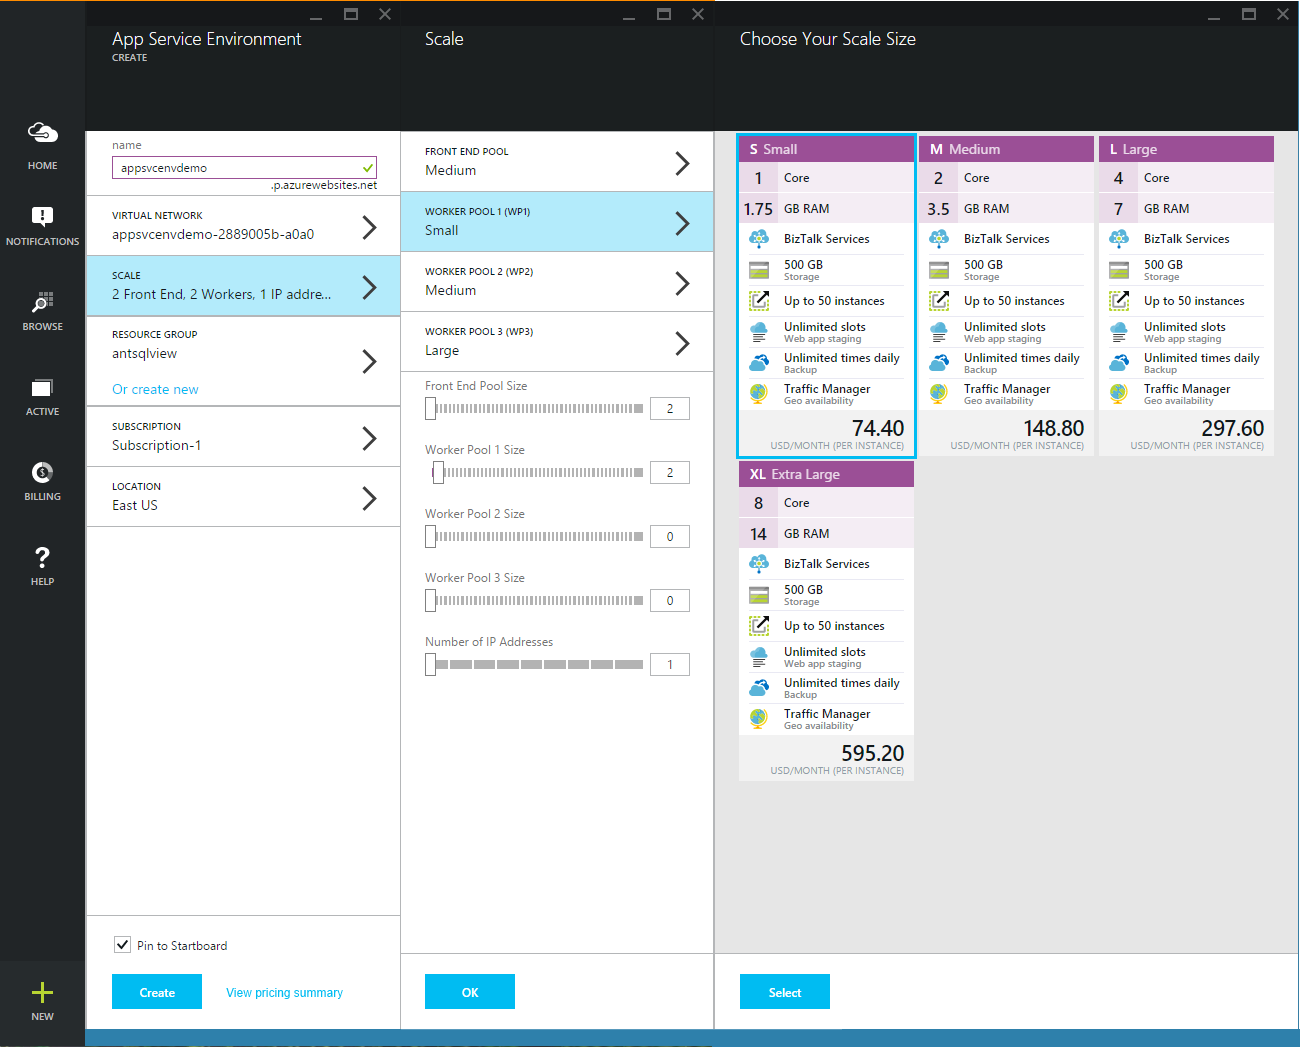 HOME
NOTIFICATIONS
BROWSE
ACTIVE
BILLING
HELP
NEW
App Service Environment
CREATE
name
appsvcenvdemo
.p.azurewebsites.net
VIRTUAL NETWORK
appsvcenvdemo-2889005b-a0a0
SCALE
2 Front End, 2 Workers, 1 IP addre...
RESOURCE GROUP
antsqlview
Or create new
SUBSCRIPTION
Subscription-1
LOCATION
East US
Pin to Startboard
Create View pricing summary
Scale
FRONT END POOL
Medium
WORKER POOL 1 (WP1)
Small
WORKER POOL 2 (WP2)
Medium
WORKER POOL 3 (WP3)
Large
Front End Pool Size
2
Worker Pool 1 Size
2
Worker Pool 2 Size
0
Worker Pool 3 Size
0
Number of IP Addresses
1
OK
Choose Your Scale Size
S Small
1 Core
1.75 GB RAM
BizTalk Services
500 GB
Storage
Up to 50 instances
Unlimited slots
Web app staging
Unlimited times daily
Backup
Traffic Manager
Geo availability
74.40
USD/MONTH (PER INSTANCE)
M Medium
2 Core
3.5 GB RAM
BizTalk Services
500 GB
Storage
Up to 50 instances
Unlimited slots
Web app staging
Unlimited times daily
Backup
Traffic Manager
Geo availability
148.80
USD/MONTH (PER INSTANCE)
L Large
4 Core
7 GB RAM
BizTalk Services
500 GB
Storage
Up to 50 instances
Unlimited slots
Web app staging
Unlimited times daily
Backup
Traffic Manager
Geo availability
297.60
USD/MONTH (PER INSTANCE)
XL Extra Large
8 Core
14 GB RAM
BizTalk Services
500 GB
Storage
Up to 50 instances
Unlimited slots
Web app staging
Unlimited times daily
Backup
Traffic Manager
Geo availability
595.20
USD/MONTH (PER INSTANCE)
Select